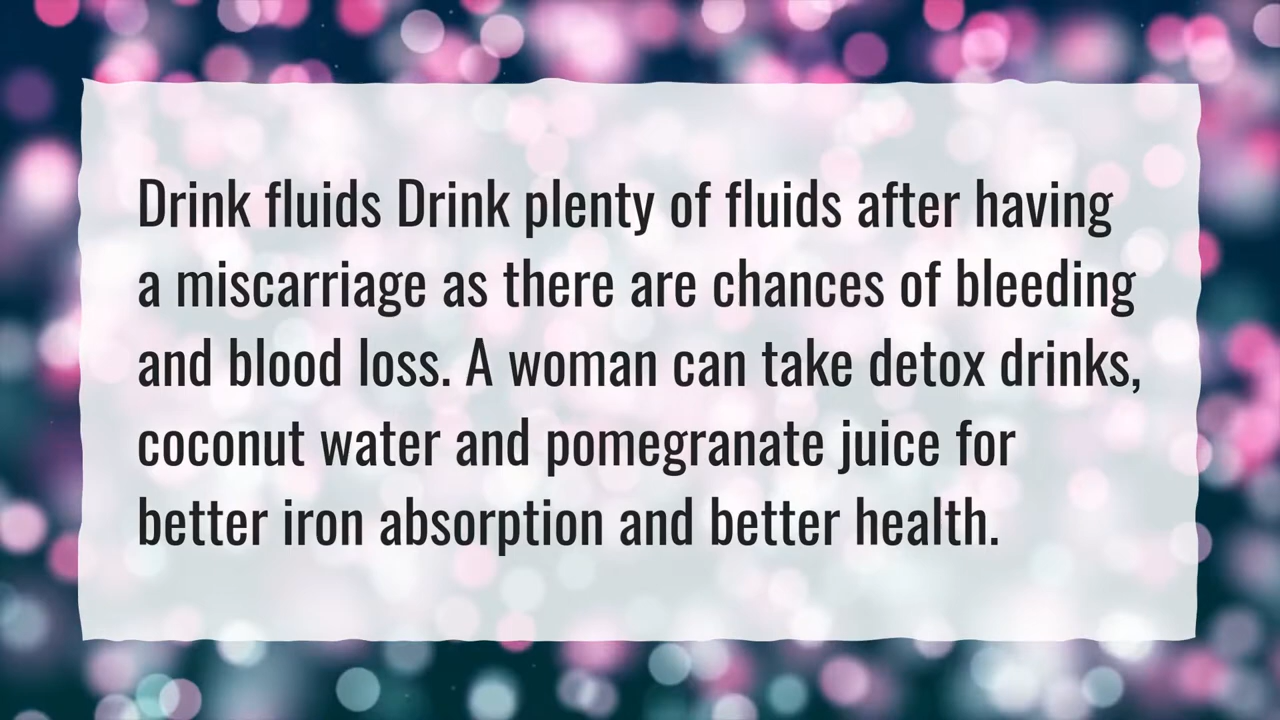 Drink fluids Drink plenty of fluids after having
a miscarriage as there are chances of bleeding
and blood loss. A woman can take detox drinks,
coconut water and pomegranate juice for
better iron absorption and better health.